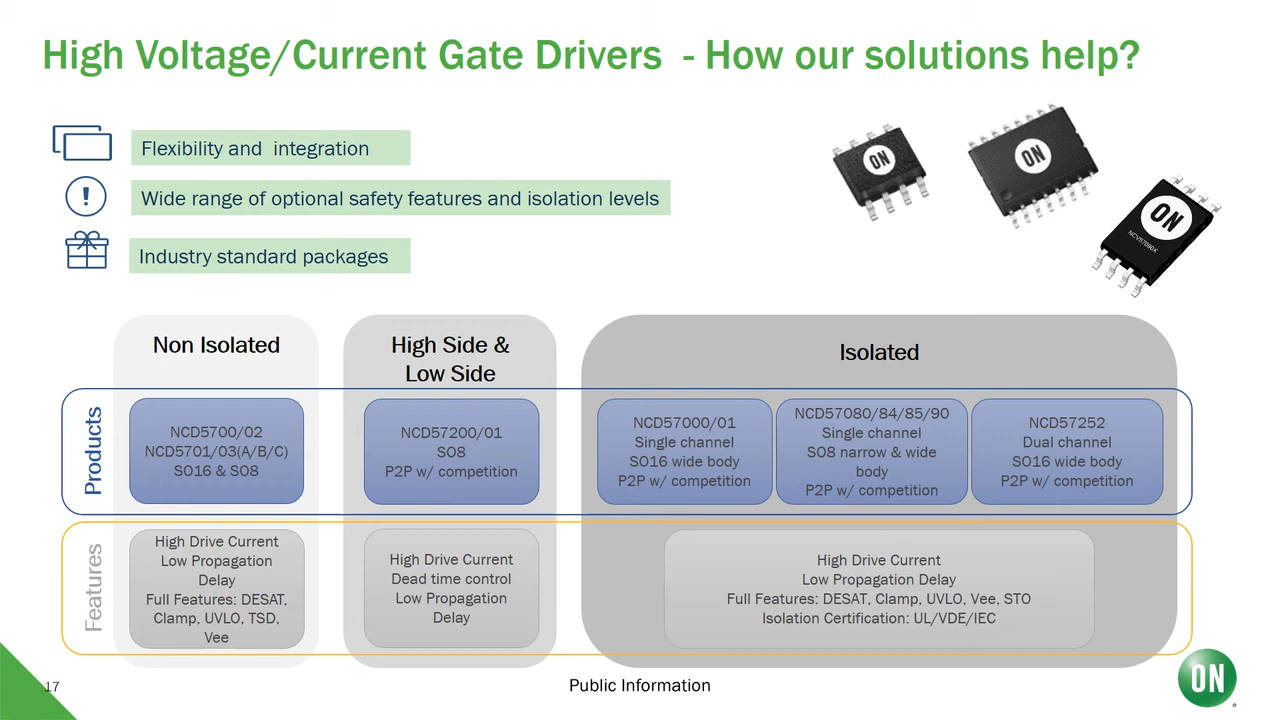 High Voltage/Current Gate Drivers - How our solutions help?
Flexibility and integration
!
Wide range of optional safety features and isolation levels
Industry standard packages
ON
ON
ON
NCV57090X
Non Isolated
High Side &
Low Side
Isolated
Products
NCD5700/02
NCD5701/03(A/B/C)
SO16 & SO8
NCD57200/01
SO8
P2P w/ competition
NCD57000/01
Single channel
SO16 wide body
P2P w/ competition
NCD57080/84/85/90
Single channel
SO8 narrow & wide
body
P2P w/ competition
NCD57252
Dual channel
SO16 wide body
P2P w/ competition
Features
High Drive Current
Low Propagation
Delay
Full Features: DESAT,
Clamp, UVLO, TSD,
Vee
High Drive Current
Dead time control
Low Propagation
Delay
High Drive Current
Low Propagation Delay
Full Features: DESAT, Clamp, UVLO, Vee, STO
Isolation Certification: UL/VDE/IEC
17
Public Information
ON